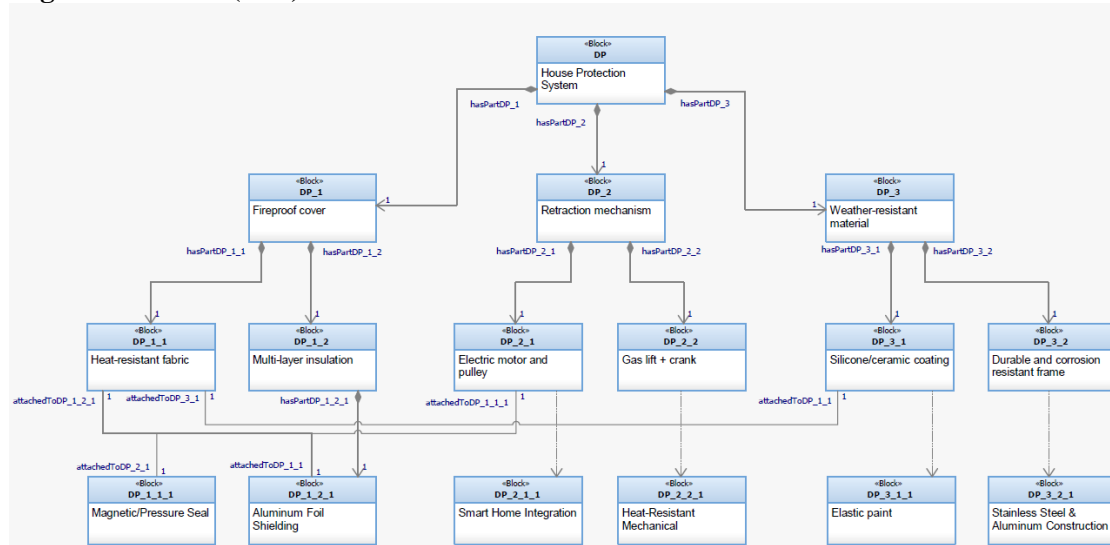 «Block»
DP
House Protection
System
hasPartDP_1
hasPartDP_2
hasPartDP_3
1
1
1
«Block»
DP_1
Fireproof cover
«Block»
DP_2
Retraction mechanism
«Block»
DP_3
Weather-resistant
material
hasPartDP_1_1
hasPartDP_1_2
hasPartDP_2_1
hasPartDP_2_2
hasPartDP_3_1
hasPartDP_3_2
1
1
1
1
1
1
«Block»
DP_1_1
Heat-resistant fabric
«Block»
DP_1_2
Multi-layer insulation
«Block»
DP_2_1
Electric motor and
pulley
«Block»
DP_2_2
Gas lift + crank
«Block»
DP_3_1
Silicone/ceramic coating
«Block»
DP_3_2
Durable and corrosion
resistant frame
attachedToDP_1_2_1
1
attachedToDP_3_1
1
hasPartDP_1_2_1
attachedToDP_1_1_1
1
attachedToDP_1_1
1
attachedToDP_2_1
1
attachedToDP_1_1
1
1
«Block»
DP_1_1_1
Magnetic/Pressure Seal
«Block»
DP_1_2_1
Aluminum Foil
Shielding
«Block»
DP_2_1_1
Smart Home Integration
«Block»
DP_2_2_1
Heat-Resistant
Mechanical
«Block»
DP_3_1_1
Elastic paint
«Block»
DP_3_2_1
Stainless Steel &
Aluminum Construction